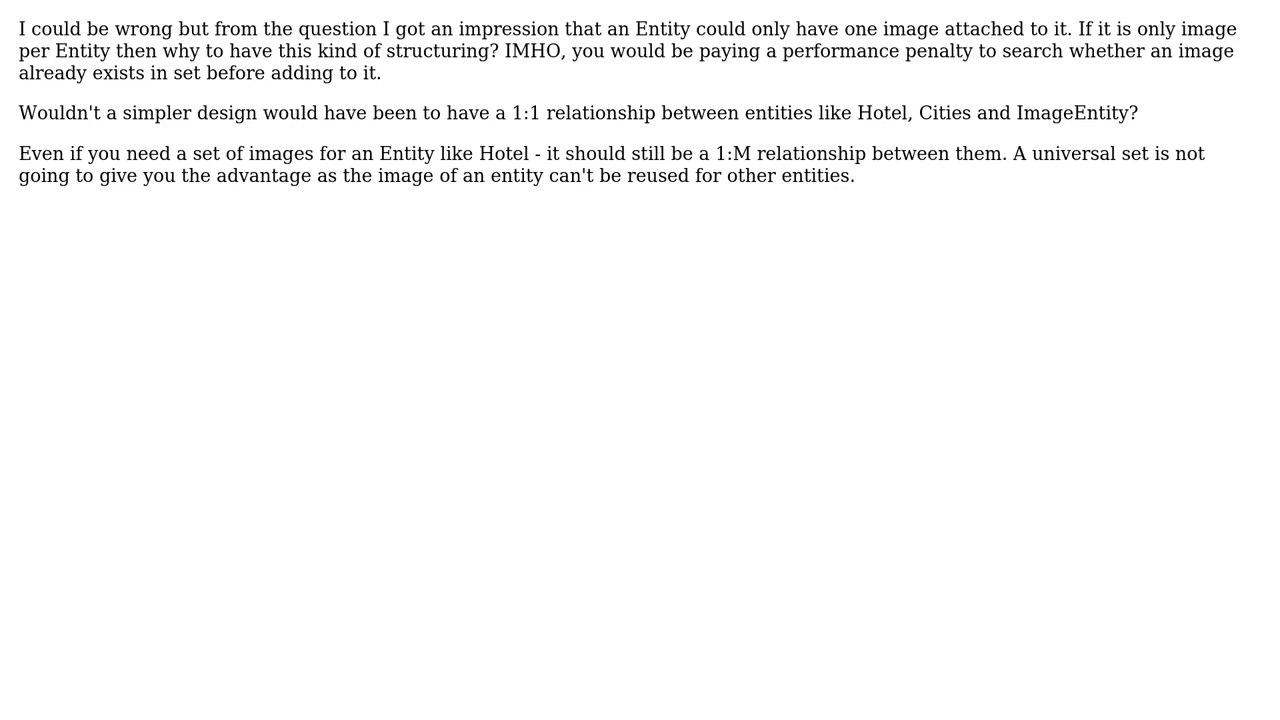 I could be wrong but from the question I got an impression that an Entity could only have one image attached to it. If it is only image
per Entity then why to have this kind of structuring? IMHO, you would be paying a performance penalty to search whether an image
already exists in set before adding to it.
Wouldn't a simpler design would have been to have a 1:1 relationship between entities like Hotel, Cities and ImageEntity?
Even if you need a set of images for an Entity like Hotel - it should still be a 1:M relationship between them. A universal set is not
going to give you the advantage as the image of an entity can't be reused for other entities.